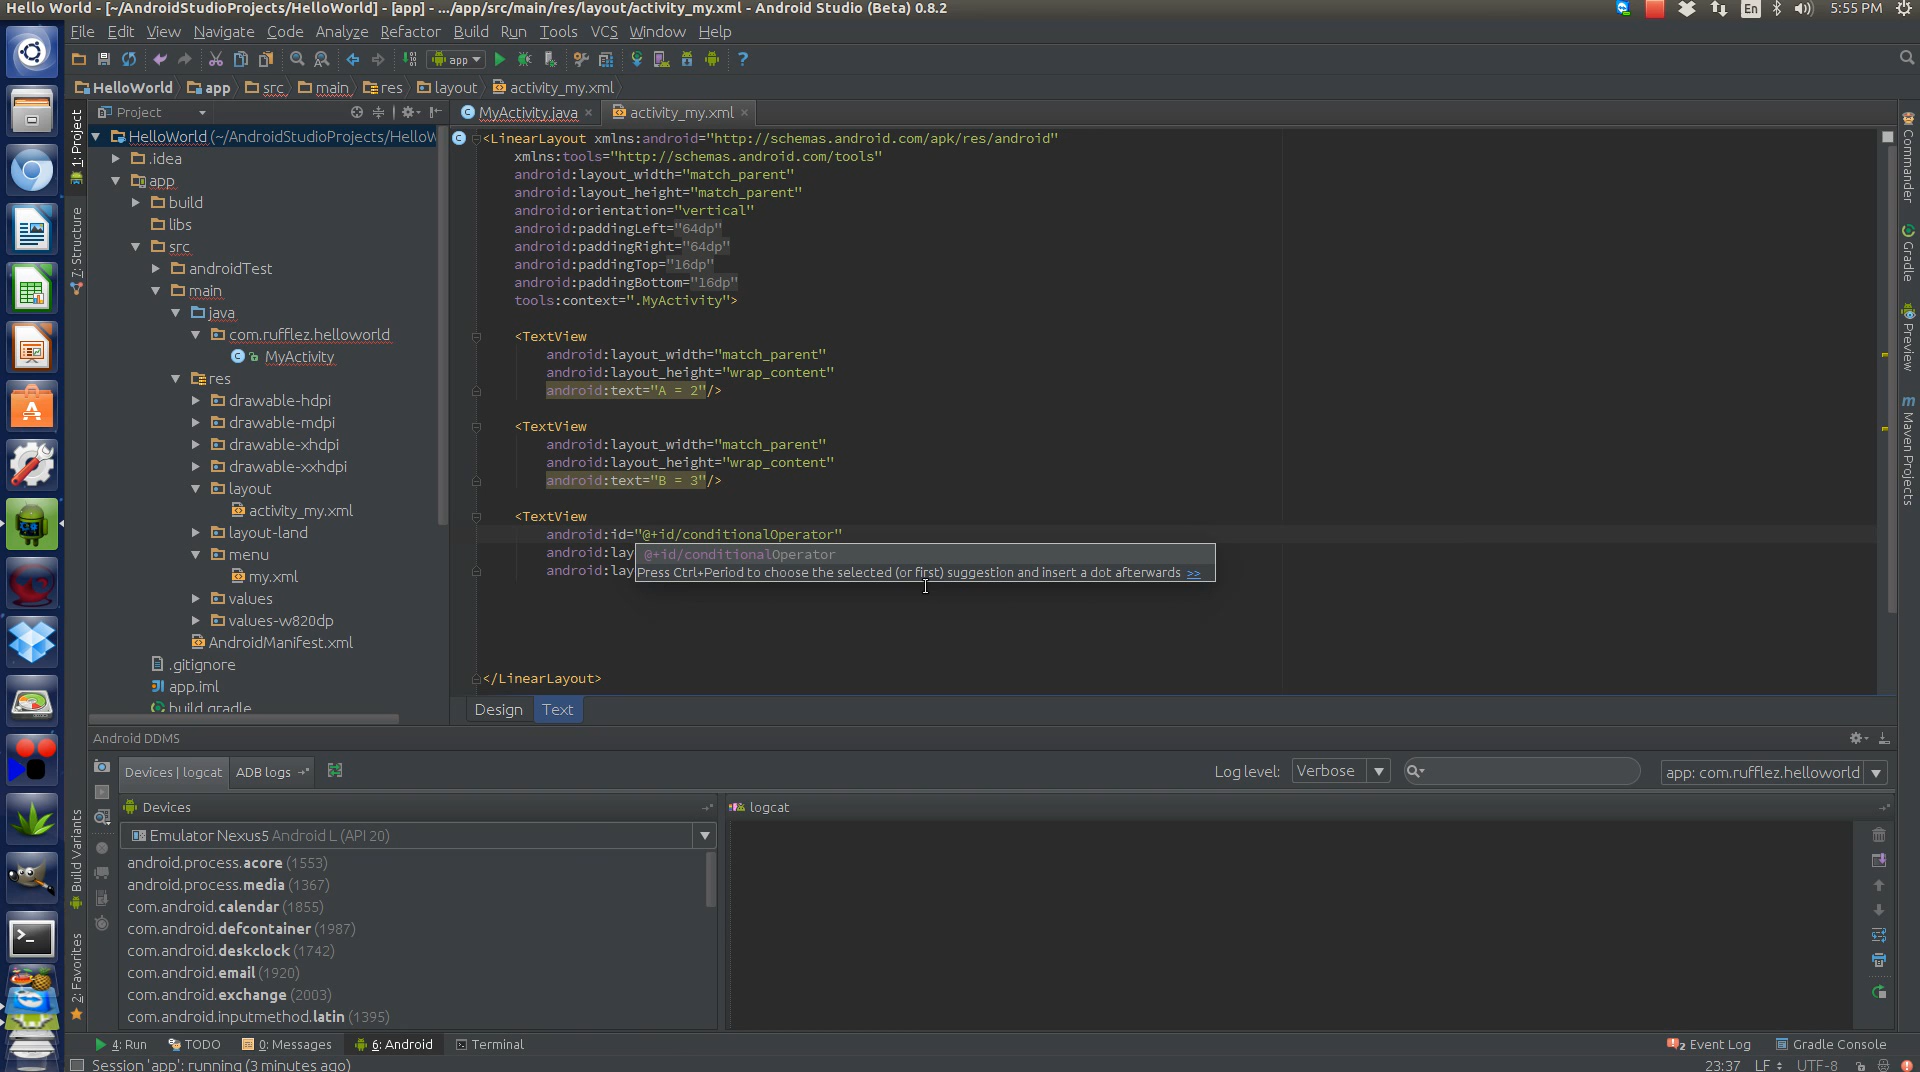 Hello World - [~/AndroidStudioProjects/HelloWorld] - [app] - .../app/src/main/res/layout/activity_my.xml - Android Studio (Beta) 0.8.2
En 5:55 PM
File Edit View Navigate Code Analyze Refactor Build Run Tools VCS Window Help
app
HelloWorld app src main res layout activity_my.xml
Project
MyActivity.java activity_my.xml
1: Project
7: Structure
Build Variants
2: Favorites
HelloWorld (~/AndroidStudioProjects/HelloW
.idea
app
build
libs
src
androidTest
main
java
com.rufflez.helloworld
MyActivity
res
drawable-hdpi
drawable-mdpi
drawable-xhdpi
drawable-xxhdpi
layout
activity_my.xml
layout-land
menu
my.xml
values
values-w820dp
AndroidManifest.xml
.gitignore
app.iml
build.gradle
<LinearLayout xmlns:android="http://schemas.android.com/apk/res/android"
xmlns:tools="http://schemas.android.com/tools"
android:layout_width="match_parent"
android:layout_height="match_parent"
android:orientation="vertical"
android:paddingLeft="64dp"
android:paddingRight="64dp"
android:paddingTop="16dp"
android:paddingBottom="16dp"
tools:context=".MyActivity">
<TextView
android:layout_width="match_parent"
android:layout_height="wrap_content"
android:text="A = 2"/>
<TextView
android:layout_width="match_parent"
android:layout_height="wrap_content"
android:text="B = 3"/>
<TextView
android:id="@+id/conditionalOperator"
android:lay
@+id/conditionalOperator
android:lay
Press Ctrl+Period to choose the selected (or first) suggestion and insert a dot afterwards >>
</LinearLayout>
Design Text
Commander
Gradle
Preview
m Maven Projects
Android DDMS
Devices | logcat ADB logs
Log level: Verbose
app: com.rufflez.helloworld
Devices
logcat
Emulator Nexus5 Android L (API 20)
android.process.acore (1553)
android.process.media (1367)
com.android.calendar (1855)
com.android.defcontainer (1987)
com.android.deskclock (1742)
com.android.email (1920)
com.android.exchange (2003)
com.android.inputmethod.latin (1395)
4: Run TODO 0: Messages 6: Android Terminal
2 Event Log Gradle Console
Session 'app': running (3 minutes ago)
23:37 LF UTF-8